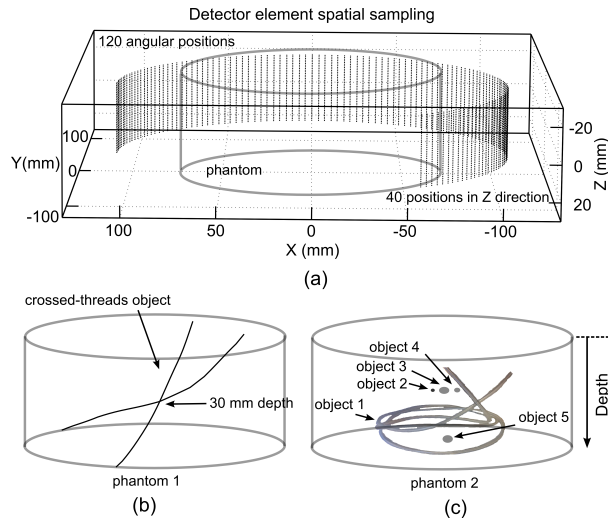 Detector element spatial sampling
120 angular positions
phantom
40 positions in Z direction
Y(mm)
100
0
-100
100
50
0
-50
-100
X (mm)
-20
0
20
Z (mm)
(a)
crossed-threads object
30 mm depth
phantom 1
(b)
object 4
object 3
object 2
object 1
object 5
Depth
phantom 2
(c)